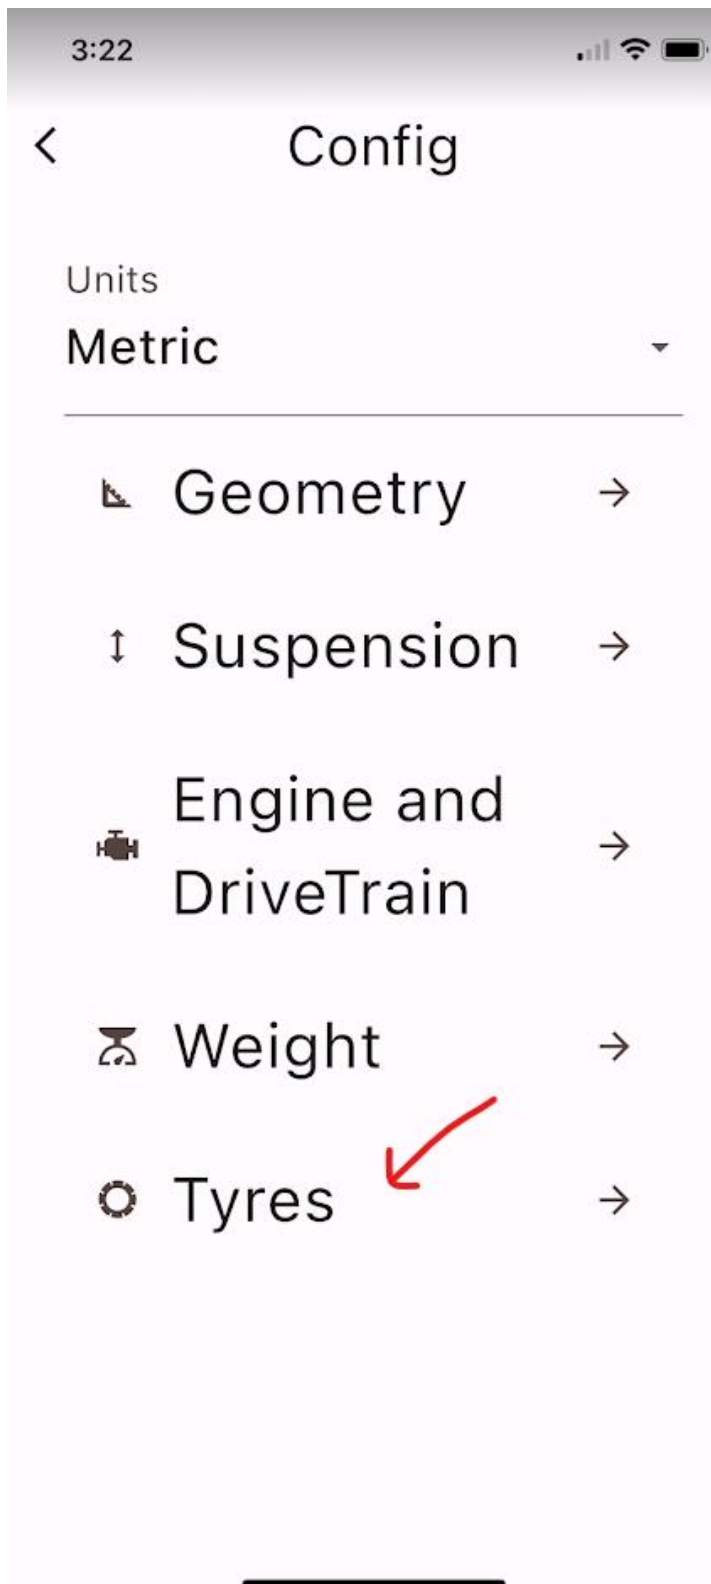 3:22
Config
Units
Metric
Geometry
Suspension
Engine and
DriveTrain
Weight
Tyres